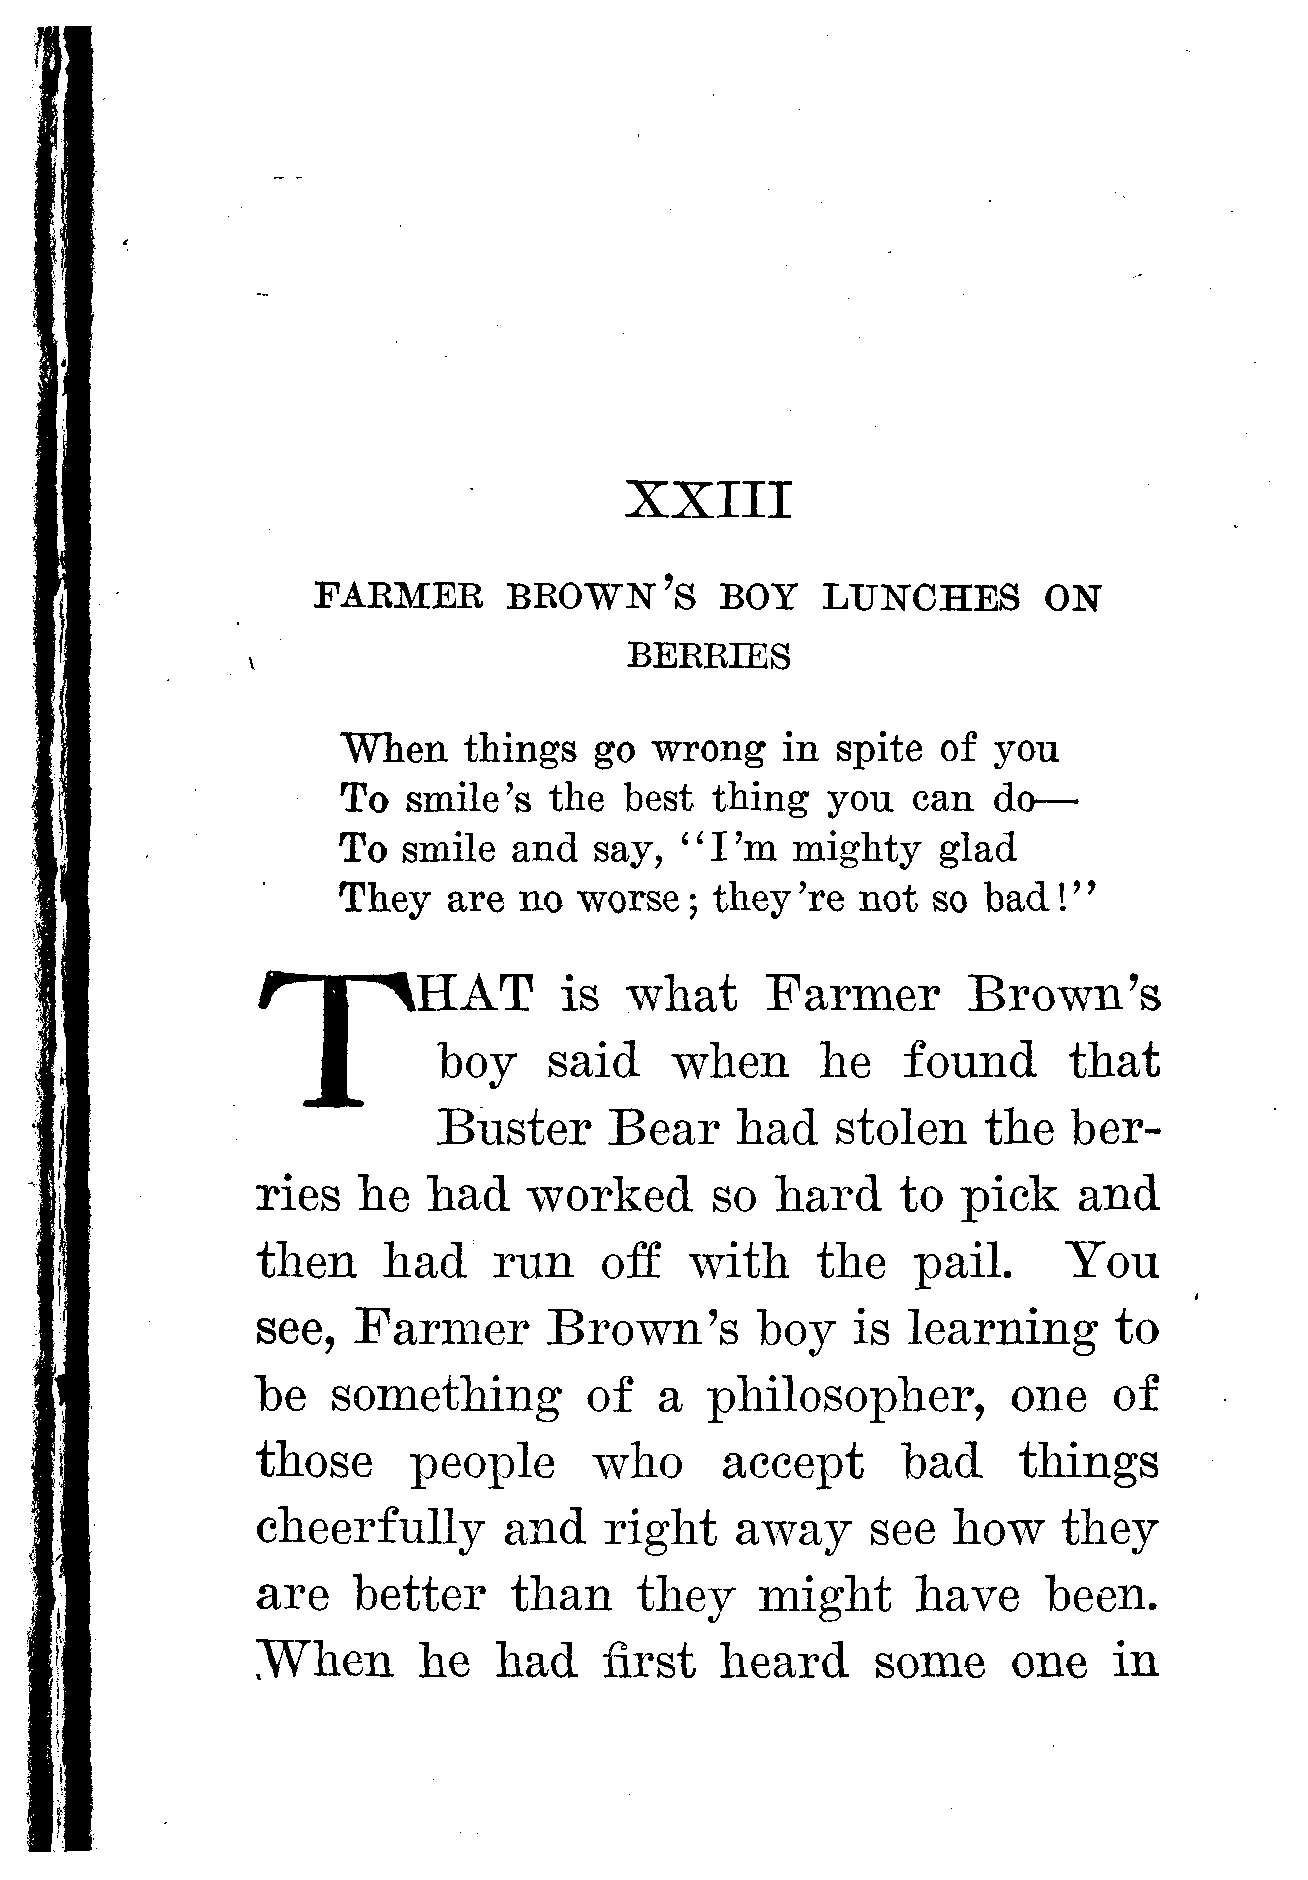 XXIII
FARMER BROWN'S BOY LUNCHES ON
BERRIES
When things go wrong in spite of you
To smile's the best thing you can do—
To smile and say, "I'm mighty glad
They are no worse; they're not so bad!"
THAT is what Farmer Brown's
boy said when he found that
Buster Bear had stolen the ber-
ries he had worked so hard to pick and
then had run off with the pail. You
see, Farmer Brown's boy is learning to
be something of a philosopher, one of
those people who accept bad things
cheerfully and right away see how they
are better than they might have been.
When he had first heard some one in